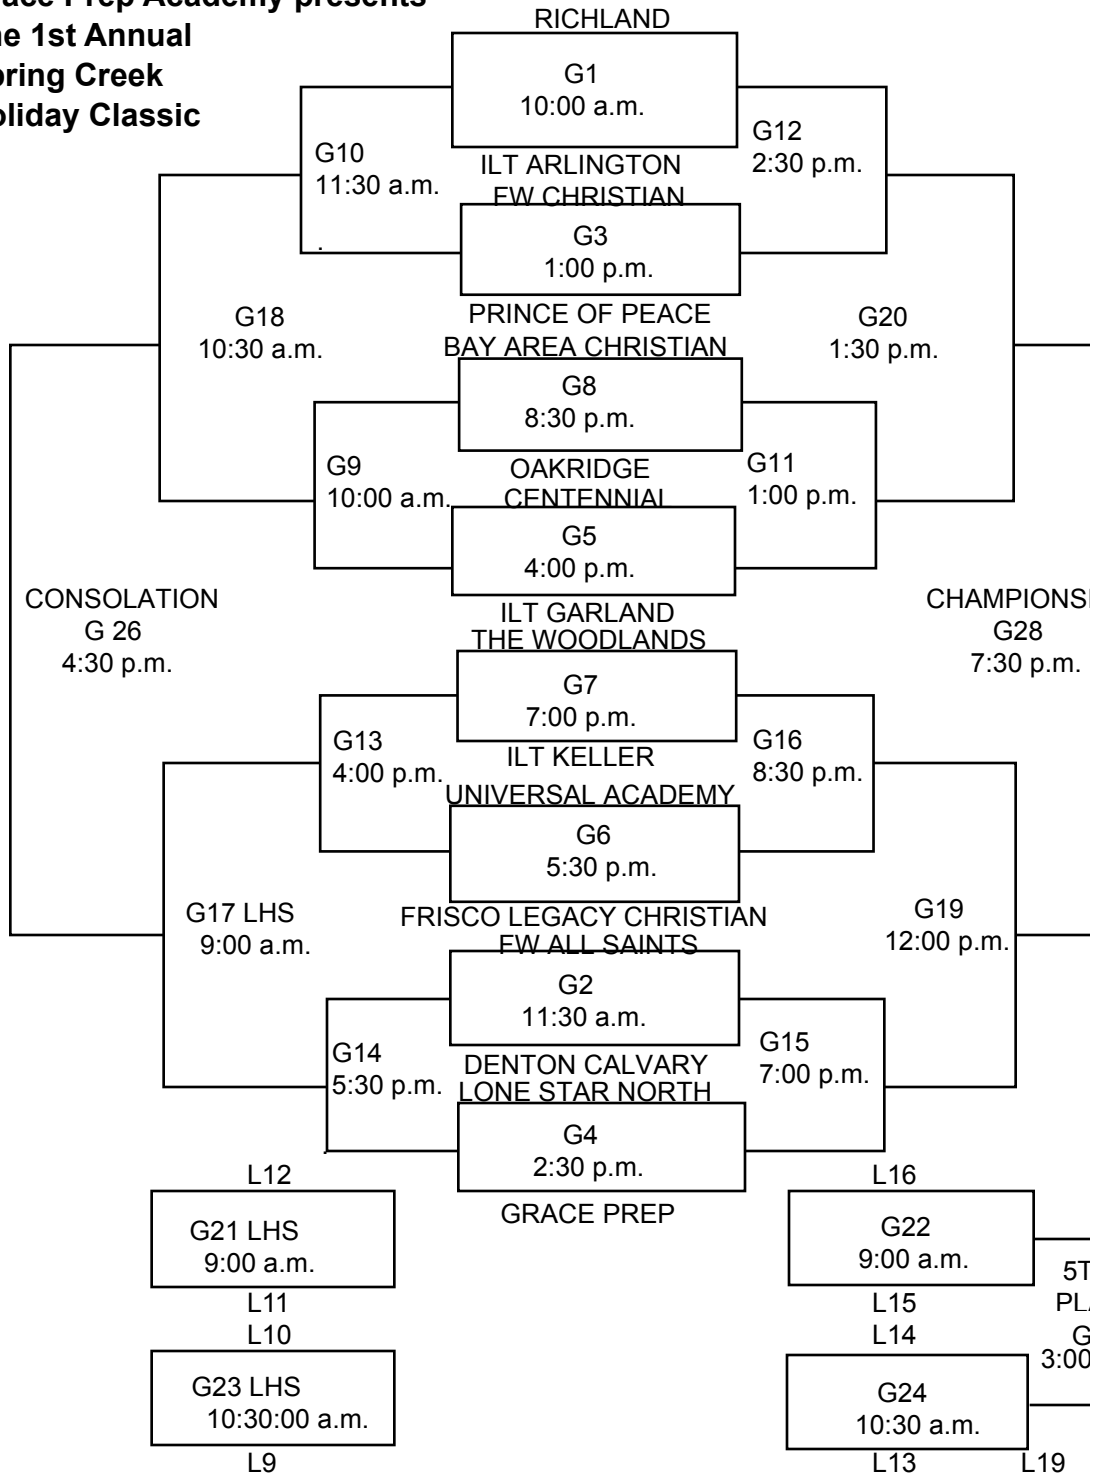 ace Prep Academy presents
ne 1st Annual
pring Creek
oliday Classic
RICHLAND
G1
10:00 a.m.
G10
11:30 a.m.
G12
2:30 p.m.
ILT ARLINGTON
FW CHRISTIAN
G3
1:00 p.m.
PRINCE OF PEACE
G18
10:30 a.m.
G20
1:30 p.m.
BAY AREA CHRISTIAN
G8
8:30 p.m.
G9
10:00 a.m.
OAKRIDGE
G11
1:00 p.m.
CENTENNIAL
G5
4:00 p.m.
CONSOLATION
G 26
4:30 p.m.
ILT GARLAND
CHAMPIONSI
G28
7:30 p.m.
THE WOODLANDS
G7
7:00 p.m.
G13
4:00 p.m.
ILT KELLER
G16
8:30 p.m.
UNIVERSAL ACADEMY
G6
5:30 p.m.
G17 LHS
9:00 a.m.
FRISCO LEGACY CHRISTIAN
G19
12:00 p.m.
FW ALL SAINTS
G2
11:30 a.m.
G14
5:30 p.m.
DENTON CALVARY
G15
7:00 p.m.
LONE STAR NORTH
G4
2:30 p.m.
GRACE PREP
L12
G21 LHS
9:00 a.m.
L11
L10
G23 LHS
10:30:00 a.m.
L9
L16
G22
9:00 a.m.
L15
L14
G24
10:30 a.m.
L13
5T
PL
G
3:00
L19